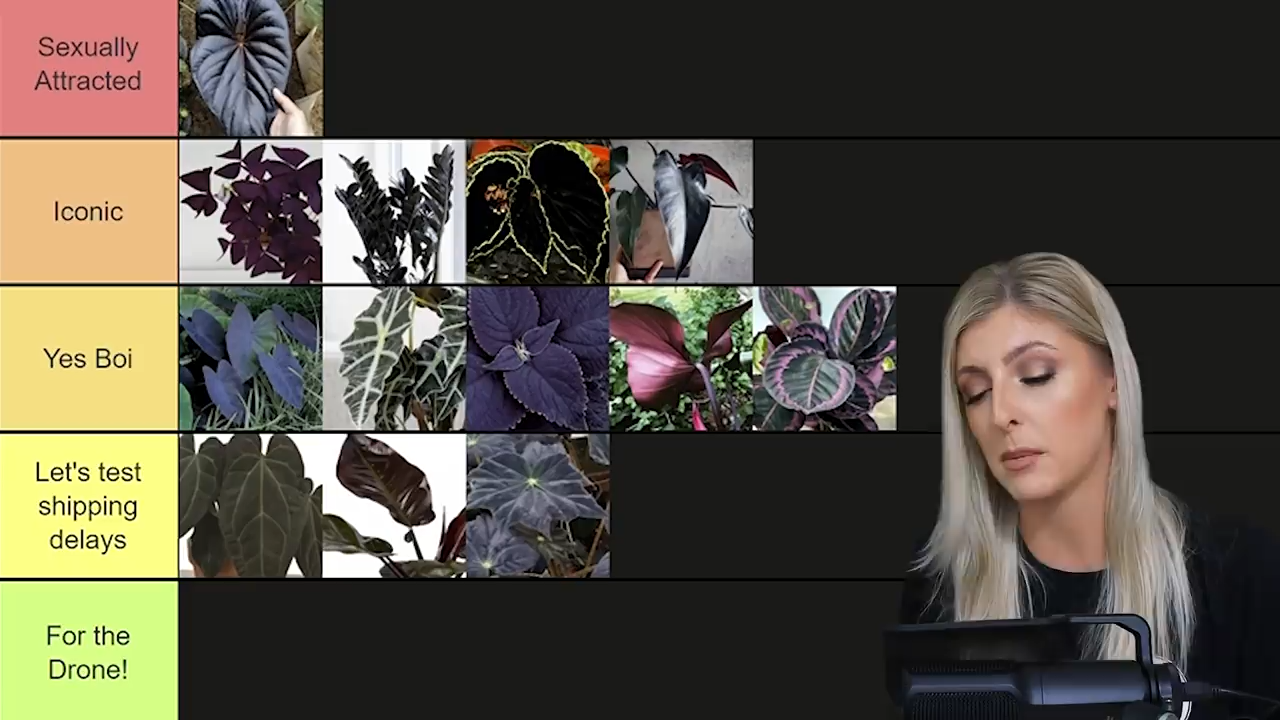 Sexually
Attracted
Iconic
Yes Boi
Let's test
shipping
delays
For the
Drone!